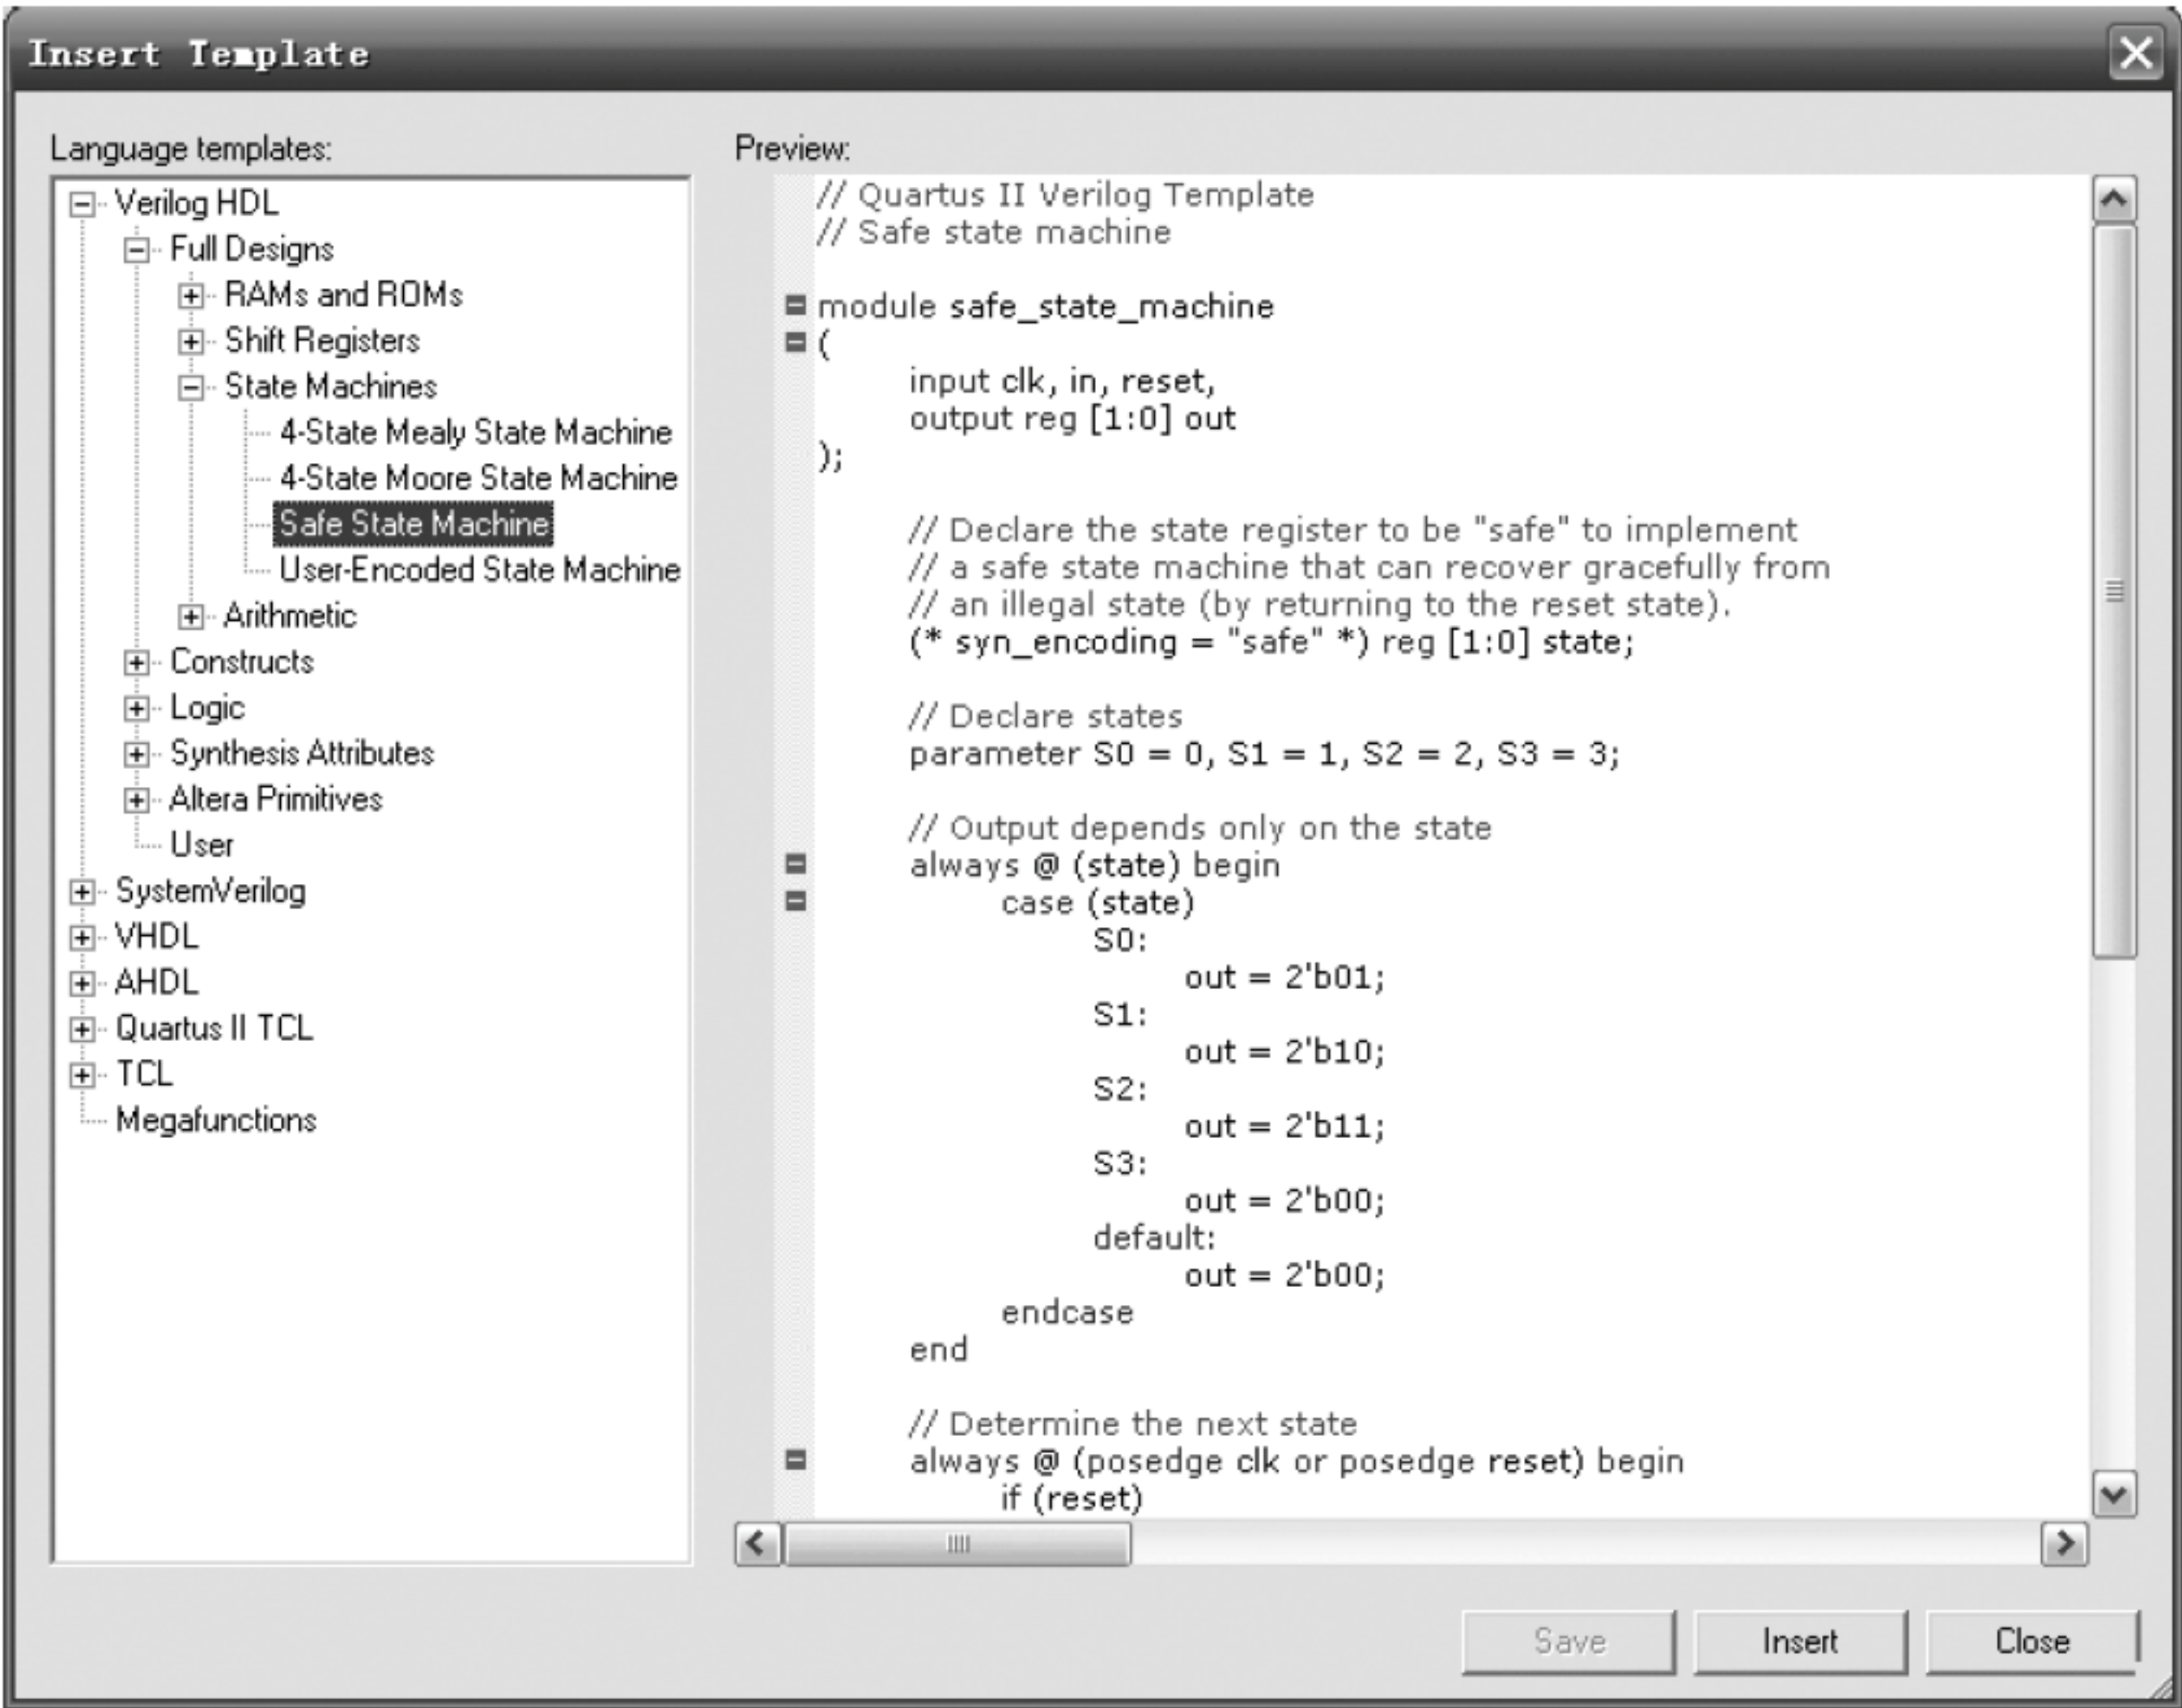 Insert Template
Language templates:
Verilog HDL
Full Designs
RAMs and ROMs
Shift Registers
State Machines
4-State Mealy State Machine
4-State Moore State Machine
Safe State Machine
User-Encoded State Machine
Arithmetic
Constructs
Logic
Synthesis Attributes
Altera Primitives
User
SystemVerilog
VHDL
AHDL
Quartus II TCL
TCL
Megafunctions
Preview:
// Quartus II Verilog Template
// Safe state machine
module safe_state_machine
(
input clk, in, reset,
output reg [1:0] out
);
// Declare the state register to be "safe" to implement
// a safe state machine that can recover gracefully from
// an illegal state (by returning to the reset state).
(* syn_encoding = "safe" *) reg [1:0] state;
// Declare states
parameter S0 = 0, S1 = 1, S2 = 2, S3 = 3;
// Output depends only on the state
always @ (state) begin
case (state)
S0:
out = 2'b01;
S1:
out = 2'b10;
S2:
out = 2'b11;
S3:
out = 2'b00;
default:
out = 2'b00;
endcase
end
// Determine the next state
always @ (posedge clk or posedge reset) begin
if (reset)
Save
Insert
Close